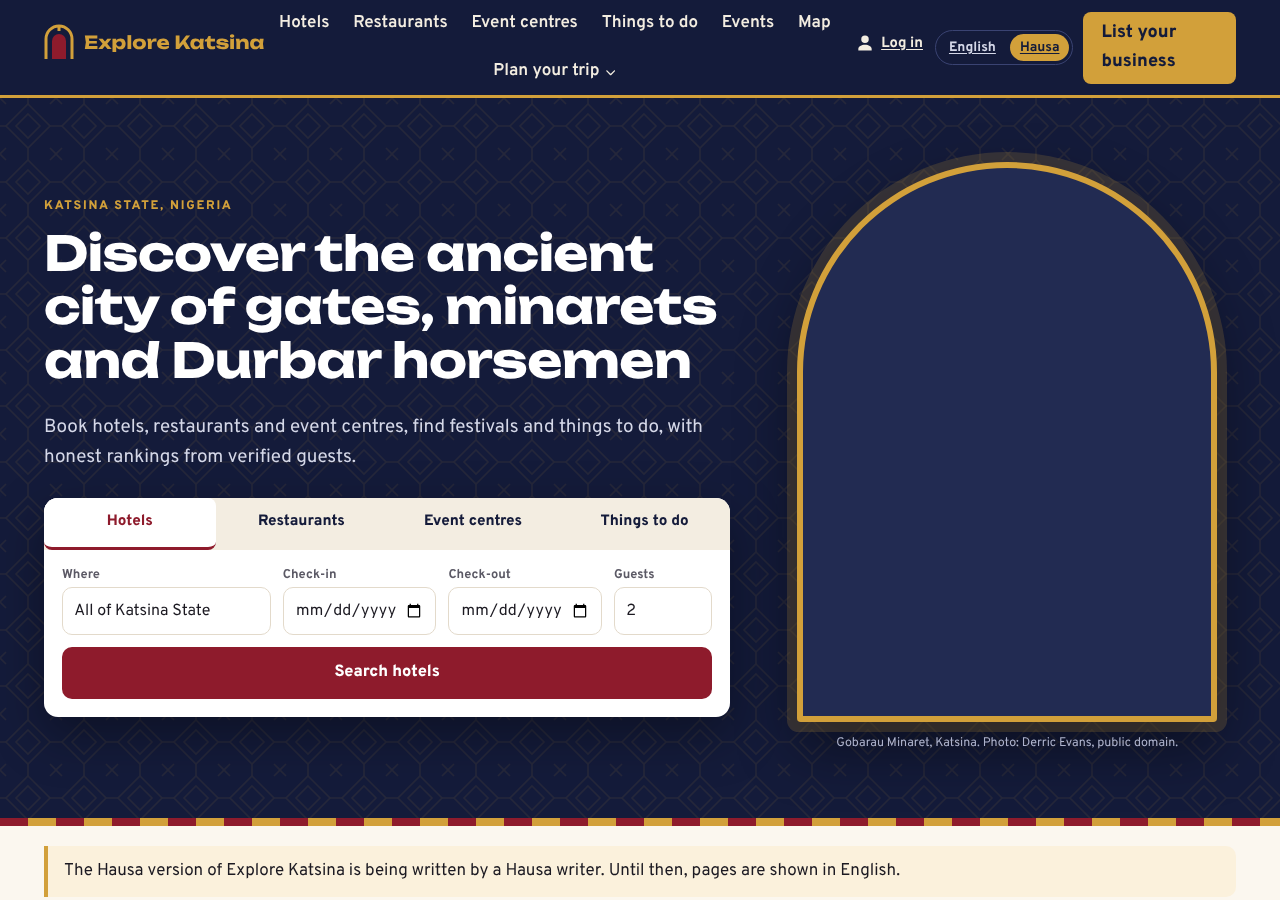 Explore Katsina
Hotels Restaurants Event centres Things to do Events Map
Plan your trip
Log in
English Hausa
List your
business
KATSINA STATE, NIGERIA
Discover the ancient
city of gates, minarets
and Durbar horsemen
Book hotels, restaurants and event centres, find festivals and things to do, with
honest rankings from verified guests.
Hotels Restaurants Event centres Things to do
Where Check-in Check-out Guests
All of Katsina State mm/dd/yyyy mm/dd/yyyy 2
Search hotels
Gobarau Minaret, Katsina. Photo: Derric Evans, public domain.
The Hausa version of Explore Katsina is being written by a Hausa writer. Until then, pages are shown in English.